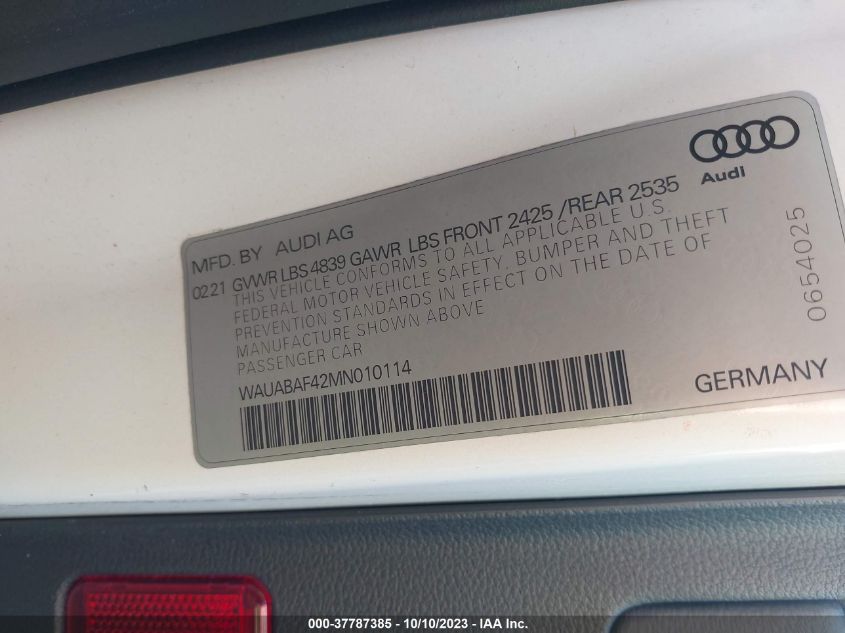 Audi
MFD. BY AUDI AG
0221 GVWR LBS 4839 GAWR LBS FRONT 2425 / REAR 2535
THIS VEHICLE CONFORMS TO ALL APPLICABLE U.S.
FEDERAL MOTOR VEHICLE SAFETY, BUMPER AND THEFT
PREVENTION STANDARDS IN EFFECT ON THE DATE OF
MANUFACTURE SHOWN ABOVE
PASSENGER CAR
WAUABAF42MN010114
GERMANY
0654025
000-37787385 - 10/10/2023 - IAA Inc.